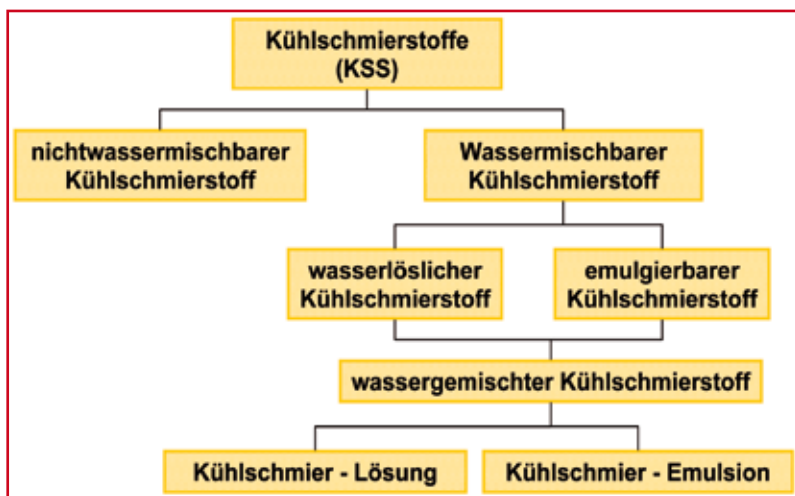 Kühlschmierstoffe
(KSS)
nichtwassermischbarer
Kühlschmierstoff
Wassermischbarer
Kühlschmierstoff
wasserlöslicher
Kühlschmierstoff
emulgierbarer
Kühlschmierstoff
wassergemischter Kühlschmierstoff
Kühlschmier - Lösung
Kühlschmier - Emulsion